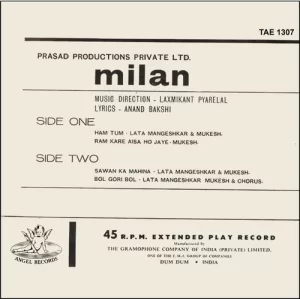 TAE 1307
PRASAD PRODUCTIONS PRIVATE LTD.
milan
MUSIC DIRECTION - LAXMIKANT PYARELAL
LYRICS - ANAND BAKSHI
SIDE ONE
HAM TUM - LATA MANGESHKAR & MUKESH.
RAM KARE AISA HO JAYE - MUKESH.
SIDE TWO
SAWAN KA MAHINA - LATA MANGESHKAR & MUKESH.
BOL GORI BOL - LATA MANGESHKAR MUKESH & CHORUS.
ANGEL RECORDS
45 R.P.M. EXTENDED PLAY RECORD
Manufactured by
THE GRAMOPHONE COMPANY OF INDIA (PRIVATE) LIMITED.
ONE OF THE E.M.I. GROUP OF COMPANIES
DUM DUM • INDIA